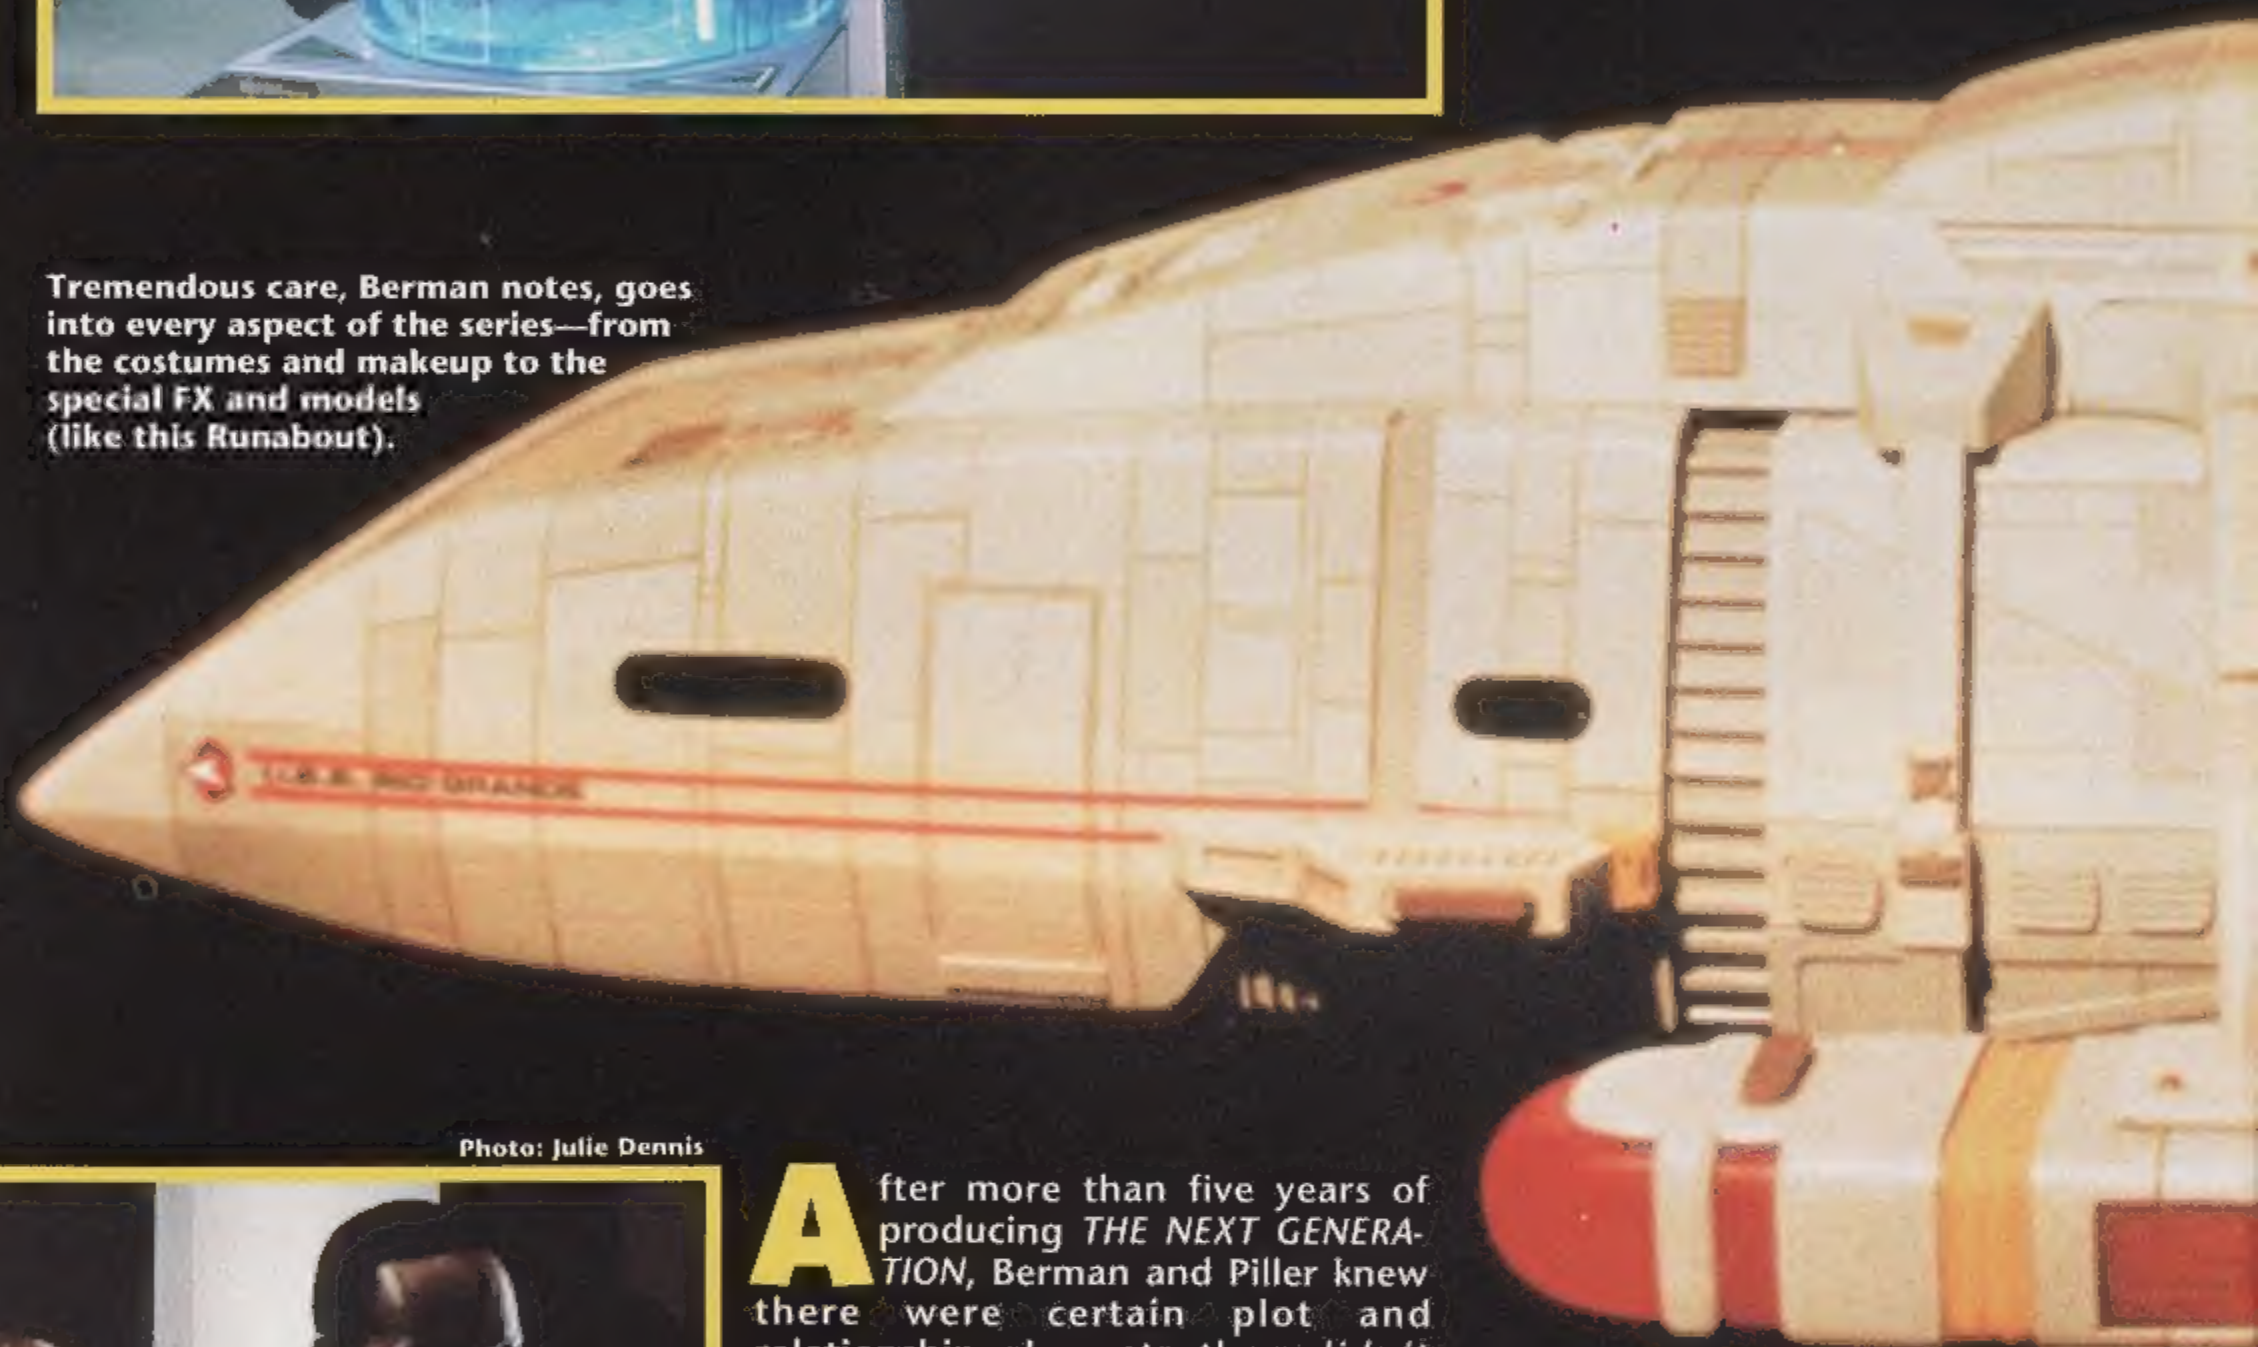 Tremendous care, Berman notes, goes
into every aspect of the series—from
the costumes and makeup to the
special FX and models
(like this Runabout).
U.S.S. RIO GRANDE
Photo: Julie Dennis
After more than five years of
producing THE NEXT GENERA-
TION, Berman and Piller knew
there were certain plot and